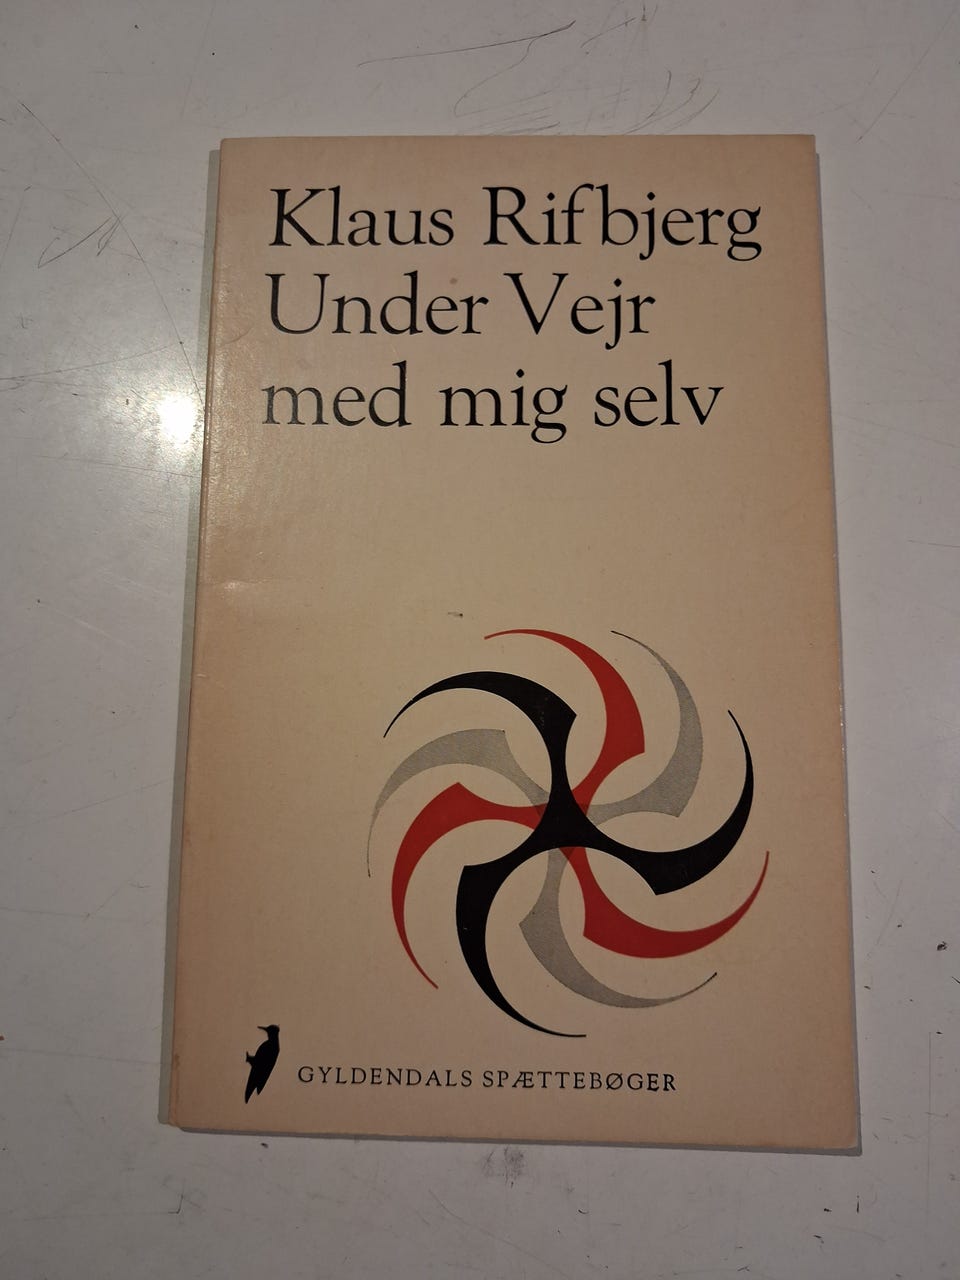 Klaus Rifbjerg
Under Vejr
med mig selv
GYLDENDALS SPÆTTEBØGER